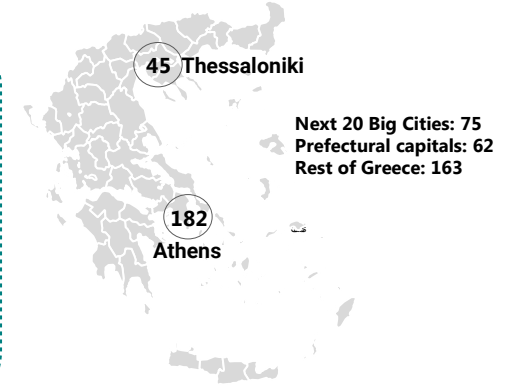 45 Thessaloniki
Next 20 Big Cities: 75
Prefectural capitals: 62
Rest of Greece: 163
182
Athens